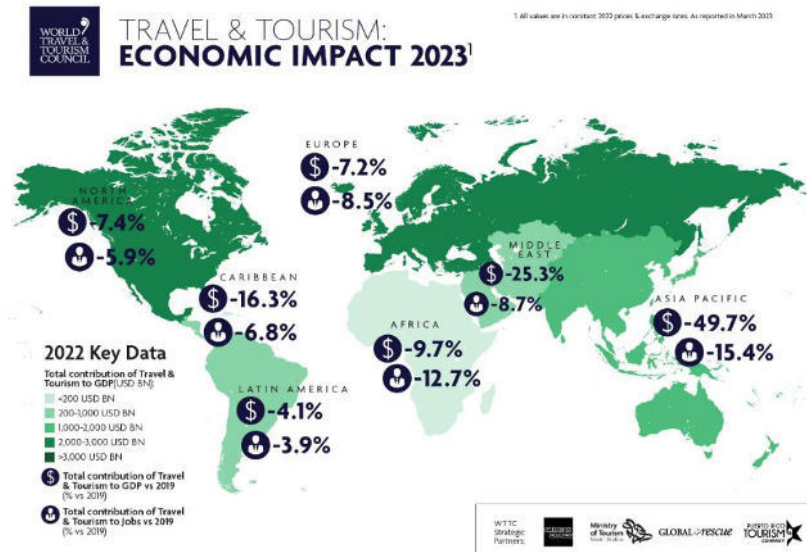 WORLD
TRAVEL &
TOURISM
COUNCIL
TRAVEL & TOURISM:
ECONOMIC IMPACT 2023¹
1 All values are in constant 2022 prices & exchange rates. As reported in March 2023
EUROPE
-7.2%
-8.5%
NORTH
AMERICA
-7.4%
-5.9%
MIDDLE
EAST
-25.3%
-8.7%
CARIBBEAN
-16.3%
-6.8%
ASIA PACIFIC
-49.7%
-15.4%
AFRICA
-9.7%
-12.7%
LATIN AMERICA
-4.1%
-3.9%
2022 Key Data
Total contribution of Travel &
Tourism to GDP(USD BN):
<200 USD BN
200-1,000 USD BN
1,000-2,000 USD BN
2,000-3,000 USD BN
>3,000 USD BN
$ Total contribution of Travel
& Tourism to GDP vs 2019
(% vs 2019)
Total contribution of Travel
& Tourism to Jobs vs 2019
(% vs 2019)
WTTC
Strategic
Partners:
AMERICAN
EXPRESS
Ministry
of Tourism
GLOBAL rescue
PUERTO RICO
TOURISM
COMPANY